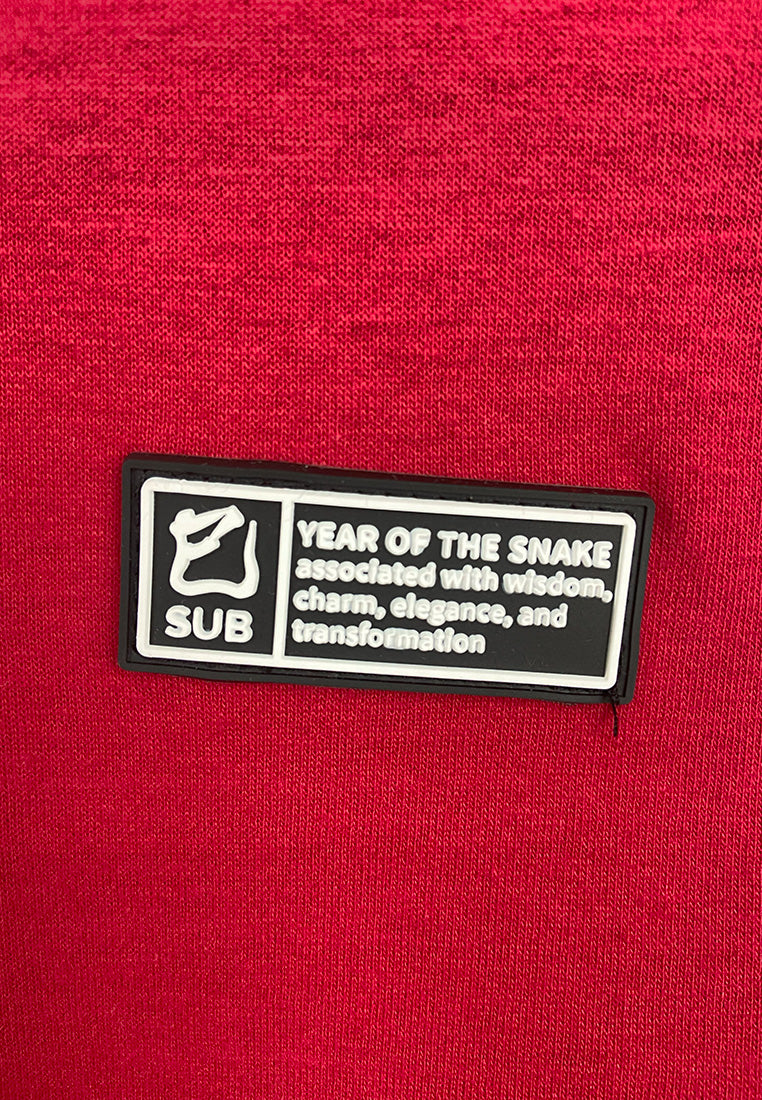 SUB
YEAR OF THE SNAKE
associated with wisdom,
charm, elegance, and
transformation